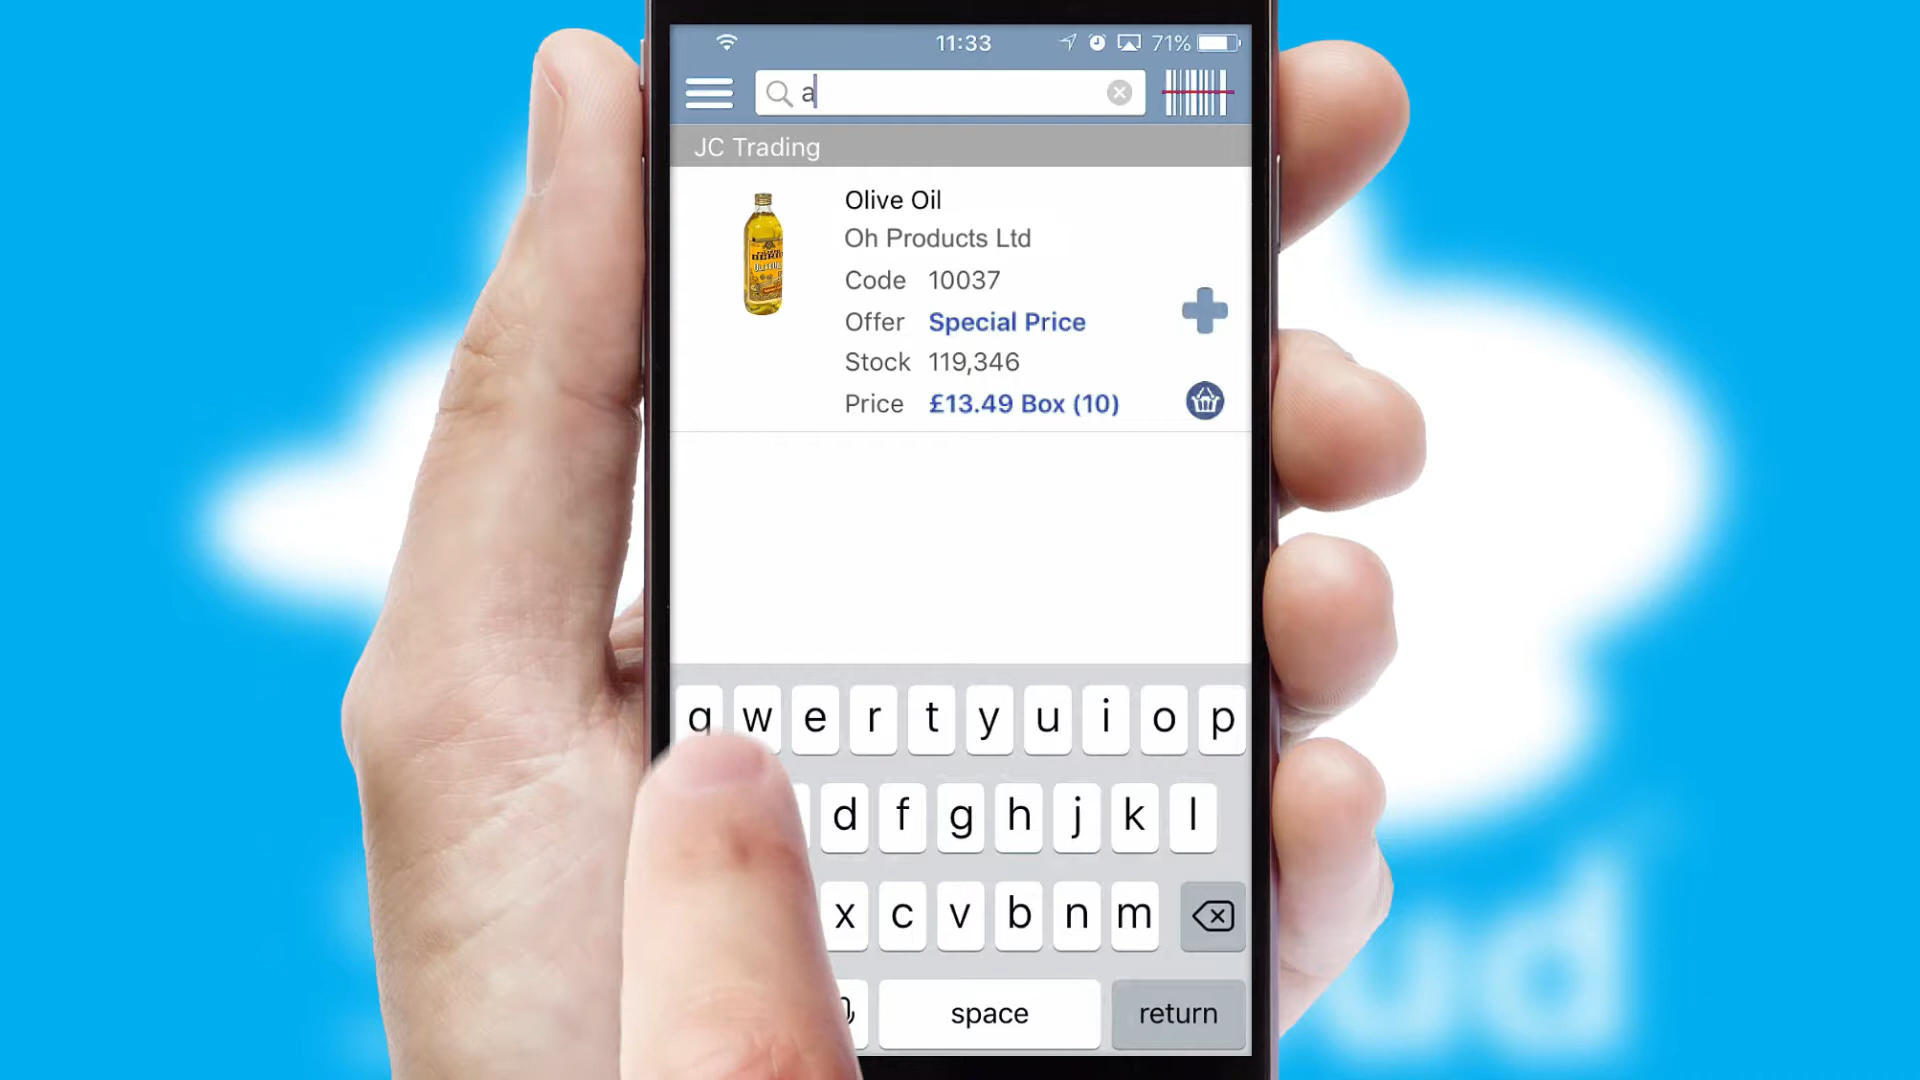 11:33
71%
a
JC Trading
Olive Oil
Oh Products Ltd
Code 10037
Offer Special Price
Stock 119,346
Price £13.49 Box (10)
q w e r t y u i o p
d f g h j k l
x c v b n m
space return
ud